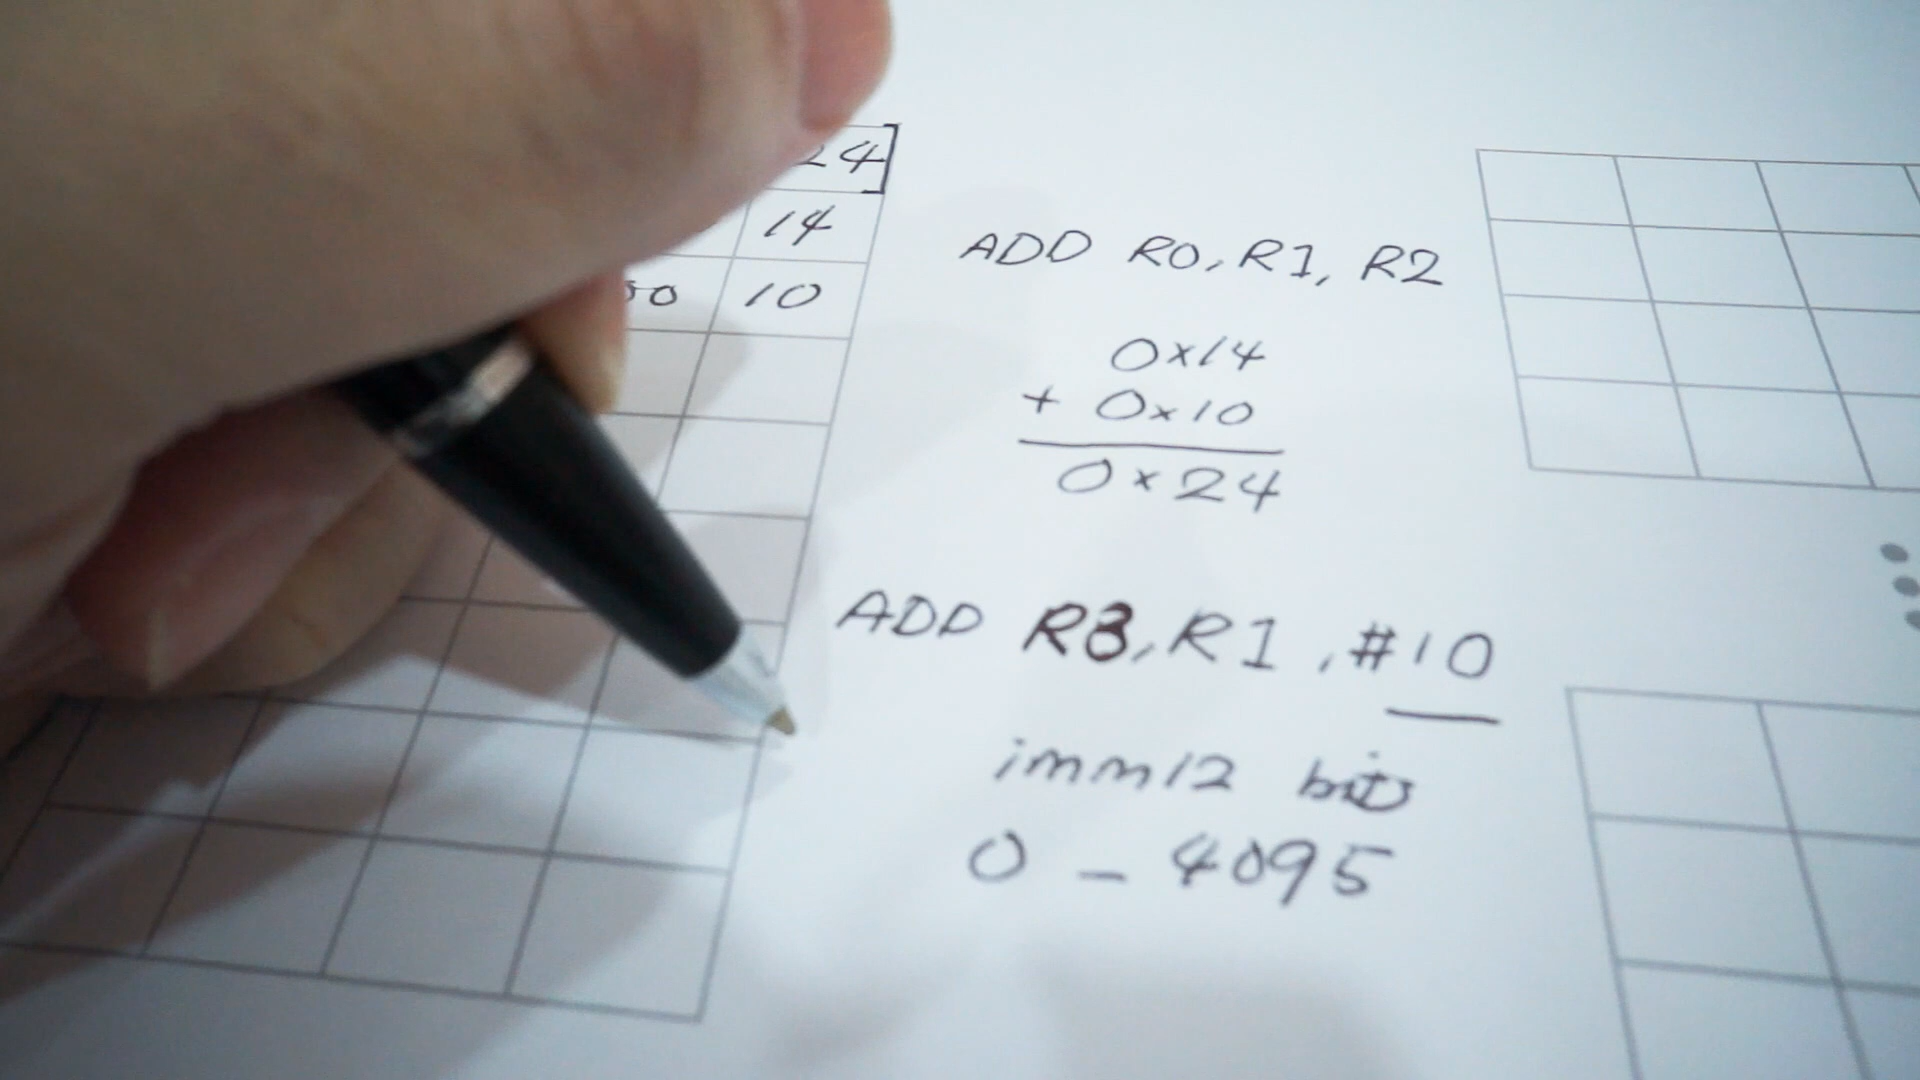 24]
14
10
ADD R0, R1, R2
0x14
+ 0x10
0x24
ADD R3, R1, #10
imm12 bits
0 - 4095